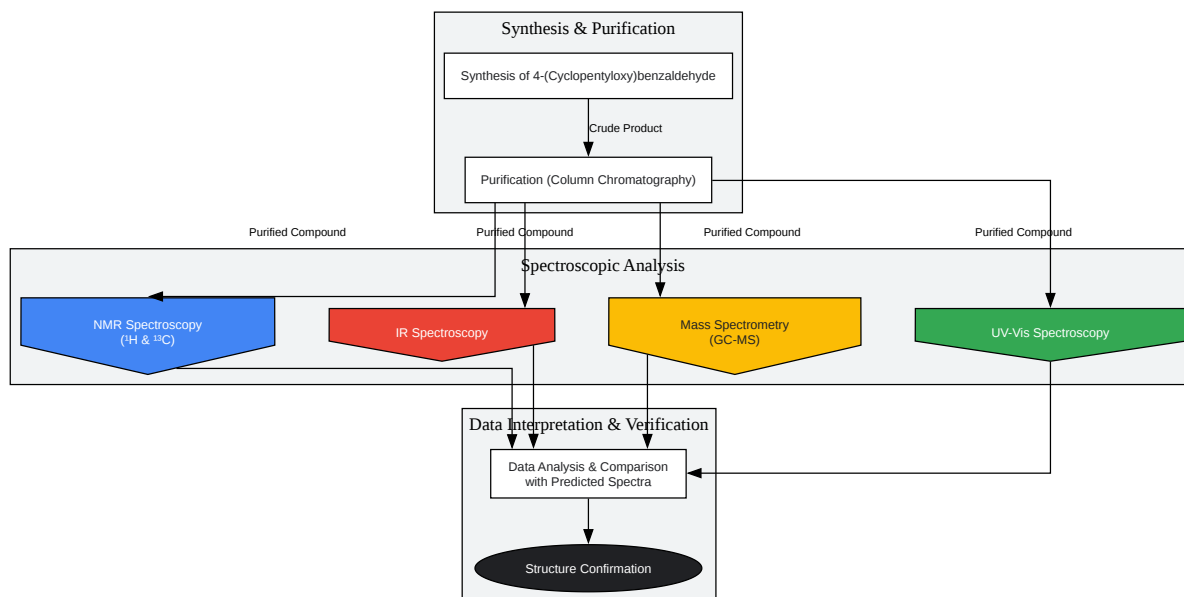 Synthesis & Purification
Synthesis of 4-(Cyclopentyloxy)benzaldehyde
Crude Product
Purification (Column Chromatography)
Purified Compound
Purified Compound
Purified Compound
Purified Compound
Spectroscopic Analysis
NMR Spectroscopy
(¹H & ¹³C)
IR Spectroscopy
Mass Spectrometry
(GC-MS)
UV-Vis Spectroscopy
Data Interpretation & Verification
Data Analysis & Comparison
with Predicted Spectra
Structure Confirmation